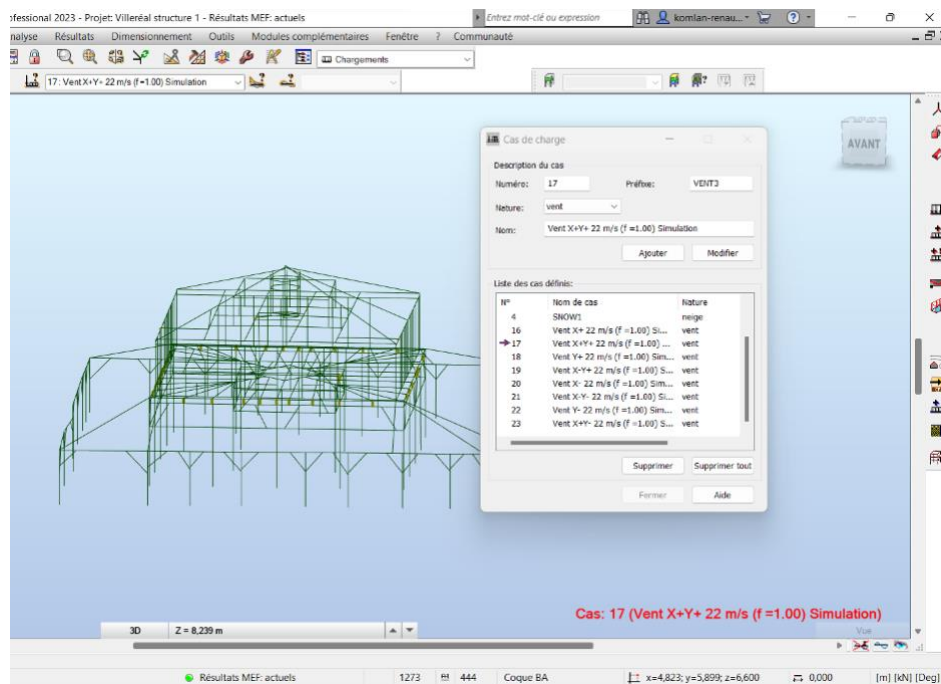 ofessional 2023 - Projet: Villeréal structure 1 - Résultats MEF: actuels
Entrez mot-clé ou expression
komlan-renau...
?
nalyse Résultats Dimensionnement Outils Modules complémentaires Fenêtre ? Communauté
Chargements
17: Vent X+Y+ 22 m/s (f=1.00) Simulation
AVANT
Cas de charge
Description du cas
Numéro: 17 Préfixe: VENT3
Nature: vent
Nom: Vent X+Y+ 22 m/s (f =1.00) Simulation
Ajouter Modifier
Liste des cas définis:
N° Nom de cas Nature
4 SNOW1 neige
16 Vent X+ 22 m/s (f =1.00) Si... vent
17 Vent X+Y+ 22 m/s (f =1.00) ... vent
18 Vent Y+ 22 m/s (f =1.00) Sim... vent
19 Vent X-Y+ 22 m/s (f =1.00) S... vent
20 Vent X- 22 m/s (f =1.00) Sim... vent
21 Vent X-Y- 22 m/s (f =1.00) Si... vent
22 Vent Y- 22 m/s (f =1.00) Sim... vent
23 Vent X+Y- 22 m/s (f =1.00) S... vent
Supprimer Supprimer tout
Fermer Aide
Cas: 17 (Vent X+Y+ 22 m/s (f =1.00) Simulation)
3D Z = 8,239 m
Vue
Résultats MEF: actuels 1273 444 Coque BA x=4,823; y=5,899; z=6,600 0,000 [m] [kN] [Deg]